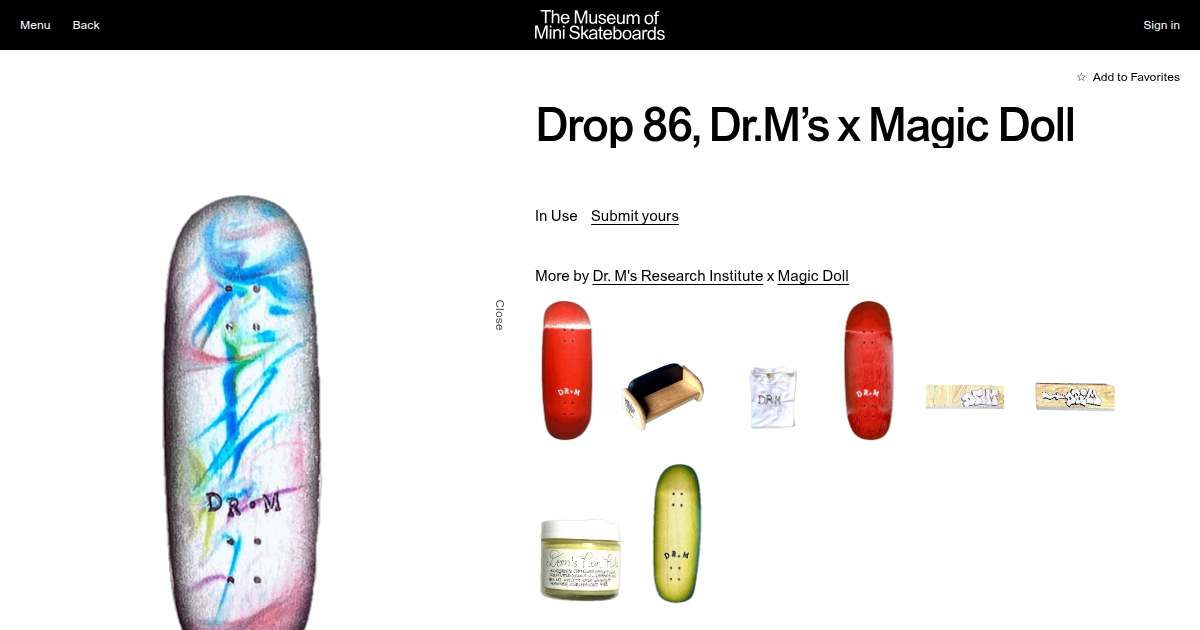 Menu
Back
The Museum of
Mini Skateboards
Sign in
☆ Add to Favorites
Drop 86, Dr.M’s x Magic Doll
In Use Submit yours
More by Dr. M's Research Institute x Magic Doll
Close
DR•M
DR•M
DRM
DR•M
DR•M